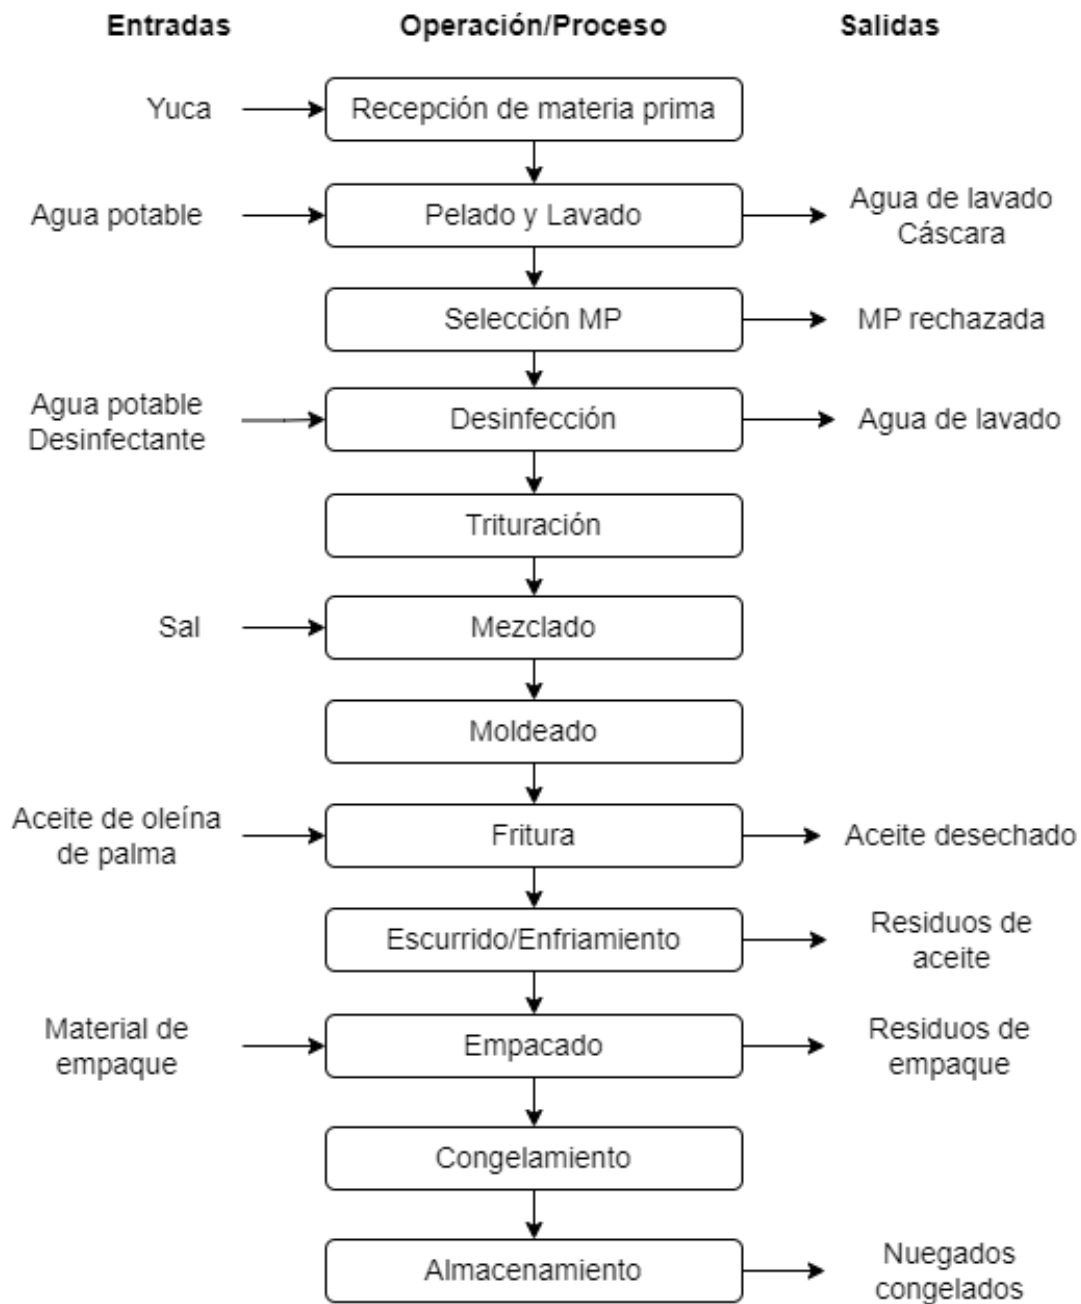 Entradas
Operación/Proceso
Salidas
Yuca
Recepción de materia prima
Agua potable
Pelado y Lavado
Agua de lavado
Cáscara
Selección MP
MP rechazada
Agua potable
Desinfectante
Desinfección
Agua de lavado
Trituración
Sal
Mezclado
Moldeado
Aceite de oleína
de palma
Fritura
Aceite desechado
Escurrido/Enfriamiento
Residuos de
aceite
Material de
empaque
Empacado
Residuos de
empaque
Congelamiento
Almacenamiento
Nuegados
congelados